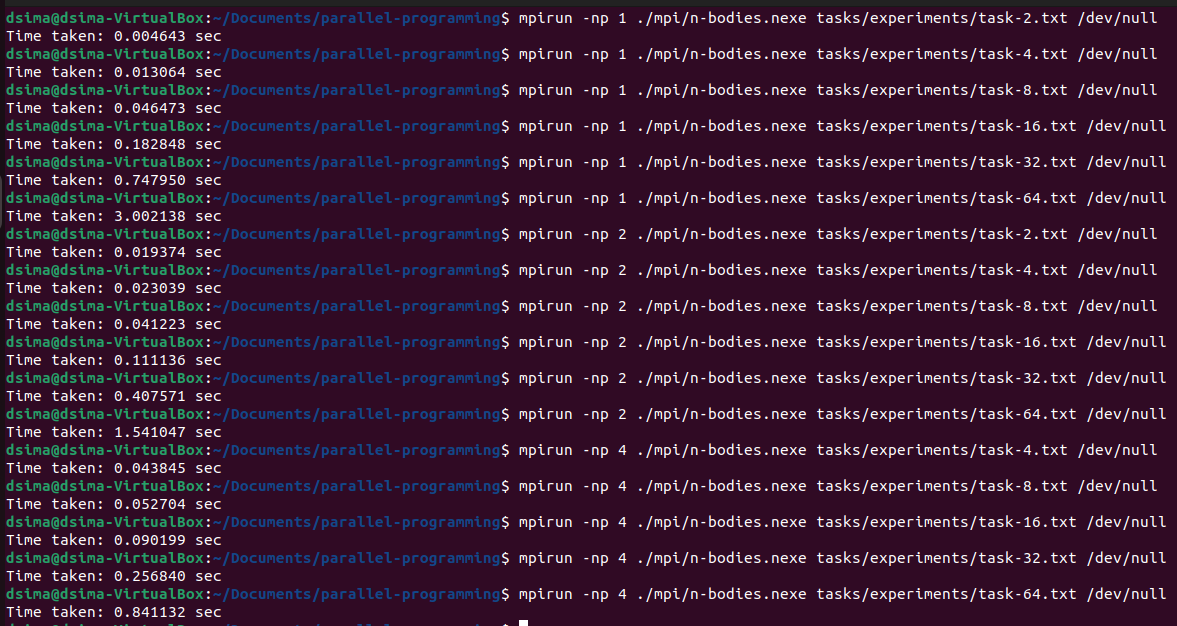 dsima@dsima-VirtualBox:~/Documents/parallel-programming$ mpirun -np 1 ./mpi/n-bodies.nexe tasks/experiments/task-2.txt /dev/null
Time taken: 0.004643 sec
dsima@dsima-VirtualBox:~/Documents/parallel-programming$ mpirun -np 1 ./mpi/n-bodies.nexe tasks/experiments/task-4.txt /dev/null
Time taken: 0.013064 sec
dsima@dsima-VirtualBox:~/Documents/parallel-programming$ mpirun -np 1 ./mpi/n-bodies.nexe tasks/experiments/task-8.txt /dev/null
Time taken: 0.046473 sec
dsima@dsima-VirtualBox:~/Documents/parallel-programming$ mpirun -np 1 ./mpi/n-bodies.nexe tasks/experiments/task-16.txt /dev/null
Time taken: 0.182848 sec
dsima@dsima-VirtualBox:~/Documents/parallel-programming$ mpirun -np 1 ./mpi/n-bodies.nexe tasks/experiments/task-32.txt /dev/null
Time taken: 0.747950 sec
dsima@dsima-VirtualBox:~/Documents/parallel-programming$ mpirun -np 1 ./mpi/n-bodies.nexe tasks/experiments/task-64.txt /dev/null
Time taken: 3.002138 sec
dsima@dsima-VirtualBox:~/Documents/parallel-programming$ mpirun -np 2 ./mpi/n-bodies.nexe tasks/experiments/task-2.txt /dev/null
Time taken: 0.019374 sec
dsima@dsima-VirtualBox:~/Documents/parallel-programming$ mpirun -np 2 ./mpi/n-bodies.nexe tasks/experiments/task-4.txt /dev/null
Time taken: 0.023039 sec
dsima@dsima-VirtualBox:~/Documents/parallel-programming$ mpirun -np 2 ./mpi/n-bodies.nexe tasks/experiments/task-8.txt /dev/null
Time taken: 0.041223 sec
dsima@dsima-VirtualBox:~/Documents/parallel-programming$ mpirun -np 2 ./mpi/n-bodies.nexe tasks/experiments/task-16.txt /dev/null
Time taken: 0.111136 sec
dsima@dsima-VirtualBox:~/Documents/parallel-programming$ mpirun -np 2 ./mpi/n-bodies.nexe tasks/experiments/task-32.txt /dev/null
Time taken: 0.407571 sec
dsima@dsima-VirtualBox:~/Documents/parallel-programming$ mpirun -np 2 ./mpi/n-bodies.nexe tasks/experiments/task-64.txt /dev/null
Time taken: 1.541047 sec
dsima@dsima-VirtualBox:~/Documents/parallel-programming$ mpirun -np 4 ./mpi/n-bodies.nexe tasks/experiments/task-4.txt /dev/null
Time taken: 0.043845 sec
dsima@dsima-VirtualBox:~/Documents/parallel-programming$ mpirun -np 4 ./mpi/n-bodies.nexe tasks/experiments/task-8.txt /dev/null
Time taken: 0.052704 sec
dsima@dsima-VirtualBox:~/Documents/parallel-programming$ mpirun -np 4 ./mpi/n-bodies.nexe tasks/experiments/task-16.txt /dev/null
Time taken: 0.090199 sec
dsima@dsima-VirtualBox:~/Documents/parallel-programming$ mpirun -np 4 ./mpi/n-bodies.nexe tasks/experiments/task-32.txt /dev/null
Time taken: 0.256840 sec
dsima@dsima-VirtualBox:~/Documents/parallel-programming$ mpirun -np 4 ./mpi/n-bodies.nexe tasks/experiments/task-64.txt /dev/null
Time taken: 0.841132 sec